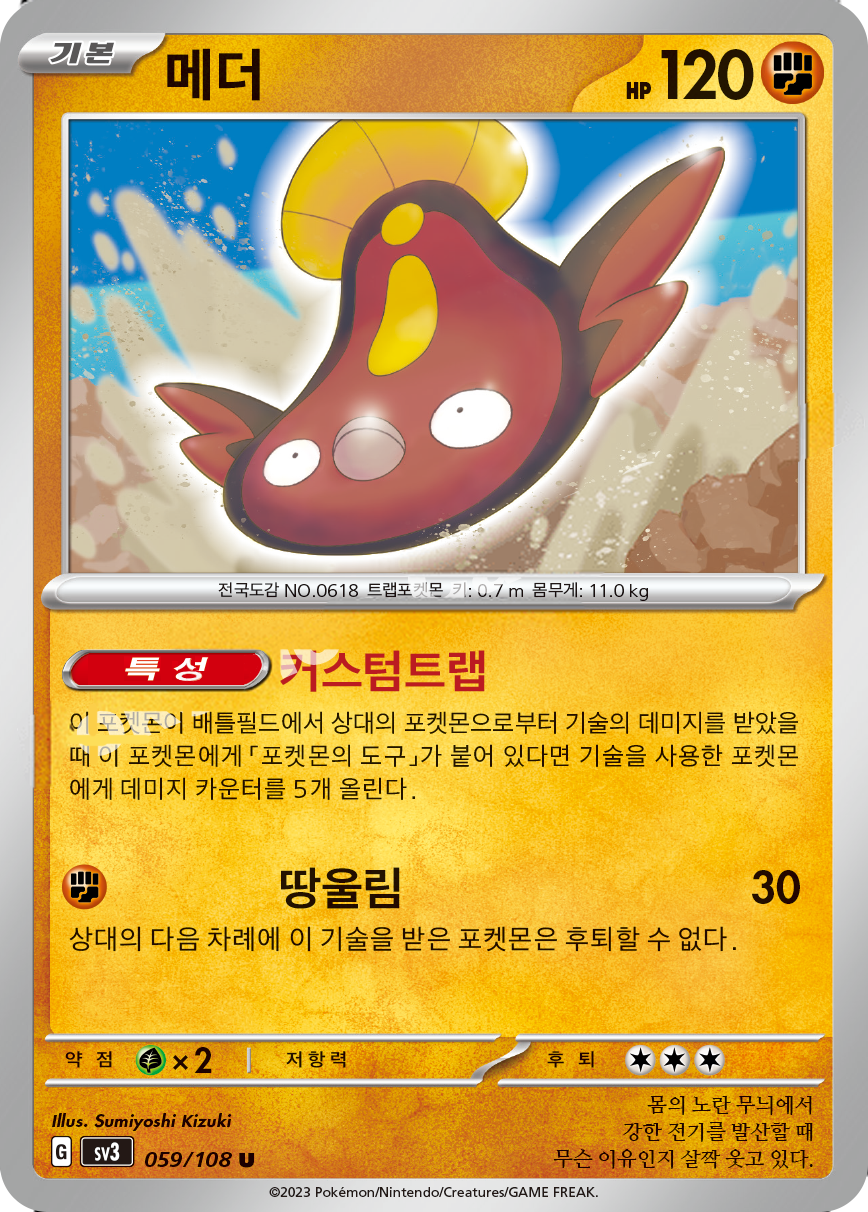 기본
메더
HP 120
전국도감 NO.0618 트랩포켓몬 키: 0.7 m 몸무게: 11.0 kg
특성 커스텀트랩
이 포켓몬이 배틀필드에서 상대의 포켓몬으로부터 기술의 데미지를 받았을
때 이 포켓몬에게 「포켓몬의 도구」가 붙어 있다면 기술을 사용한 포켓몬
에게 데미지 카운터를 5개 올린다.
땅울림 30
상대의 다음 차례에 이 기술을 받은 포켓몬은 후퇴할 수 없다.
약점 ×2 저항력 후퇴
몸의 노란 무늬에서
강한 전기를 발산할 때
무슨 이유인지 살짝 웃고 있다.
Illus. Sumiyoshi Kizuki
G sv3 059/108 U
©2023 Pokémon/Nintendo/Creatures/GAME FREAK.